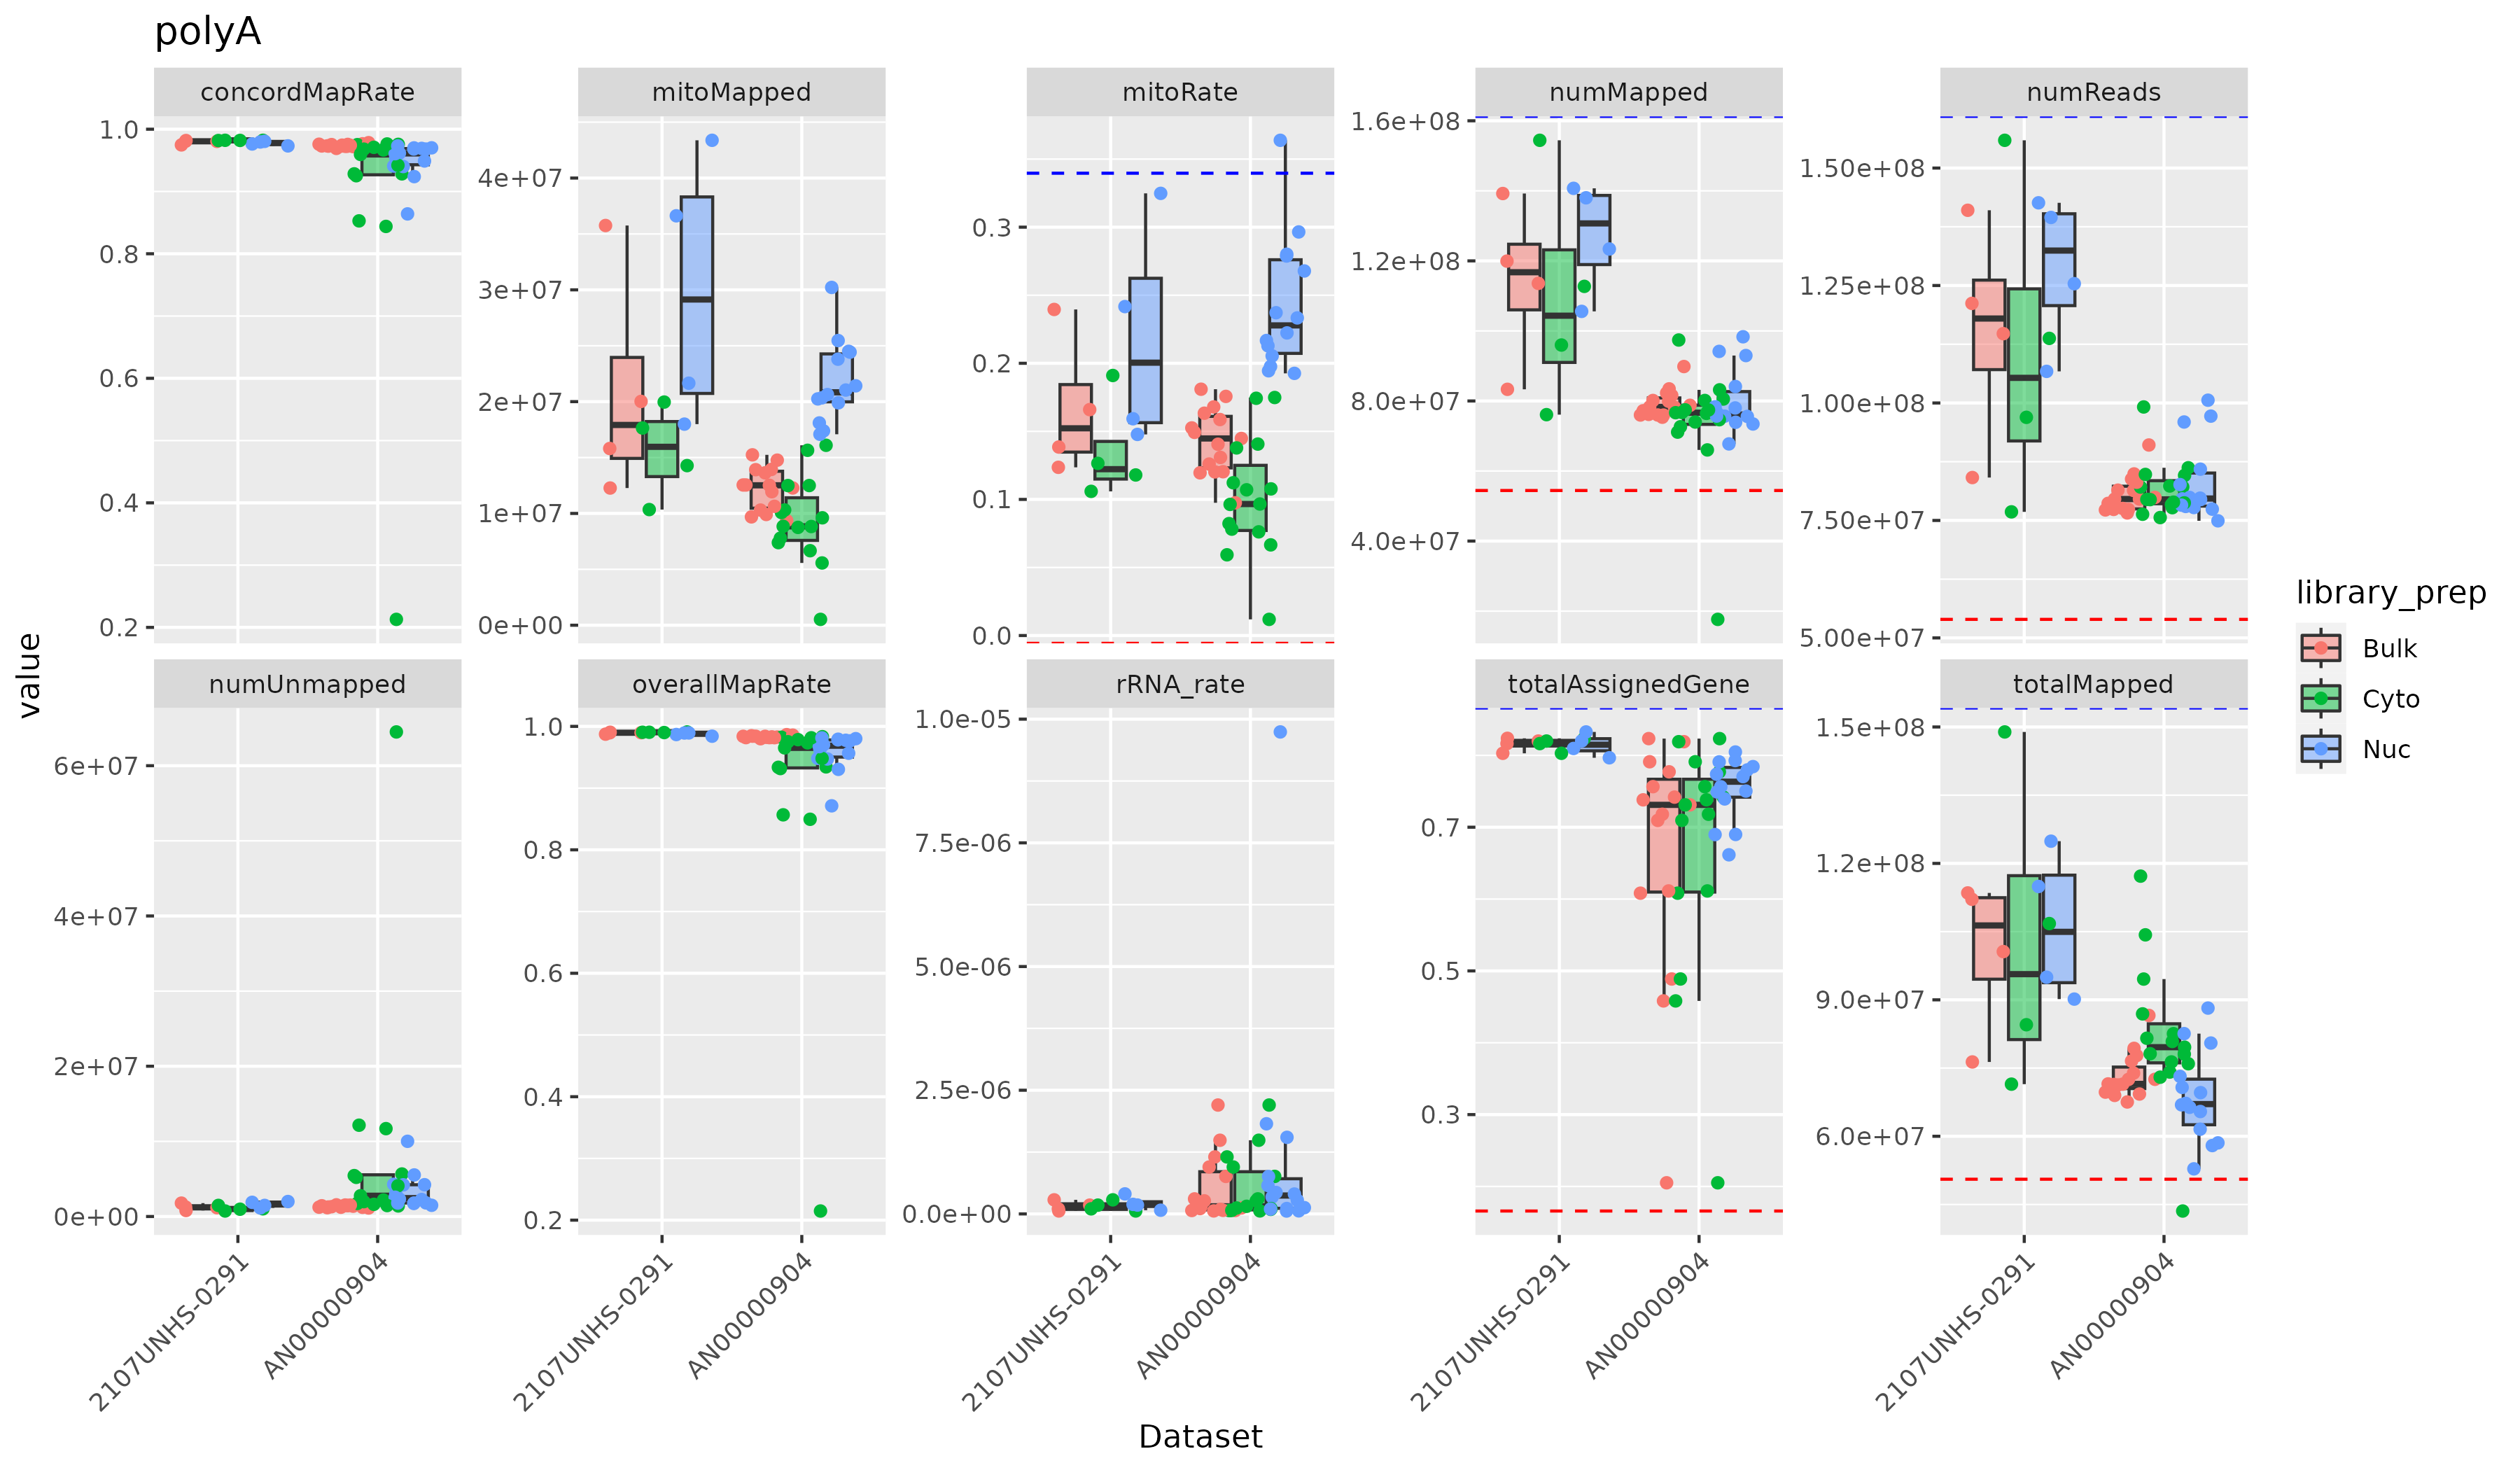 polyA
concordMapRate mitoMapped mitoRate numMapped numReads
1.0 0.8 0.6 0.4 0.2
4e+07 3e+07 2e+07 1e+07 0e+00
0.3 0.2 0.1 0.0
1.6e+08 1.2e+08 8.0e+07 4.0e+07
1.50e+08 1.25e+08 1.00e+08 7.50e+07 5.00e+07
numUnmapped overallMapRate rRNA_rate totalAssignedGene totalMapped
6e+07 4e+07 2e+07 0e+00
1.0 0.8 0.6 0.4 0.2
1.0e-05 7.5e-06 5.0e-06 2.5e-06 0.0e+00
0.7 0.5 0.3
1.5e+08 1.2e+08 9.0e+07 6.0e+07
2107UNHS-0291 AN00000904 2107UNHS-0291 AN00000904 2107UNHS-0291 AN00000904 2107UNHS-0291 AN00000904 2107UNHS-0291 AN00000904
value
Dataset
library_prep
Bulk
Cyto
Nuc